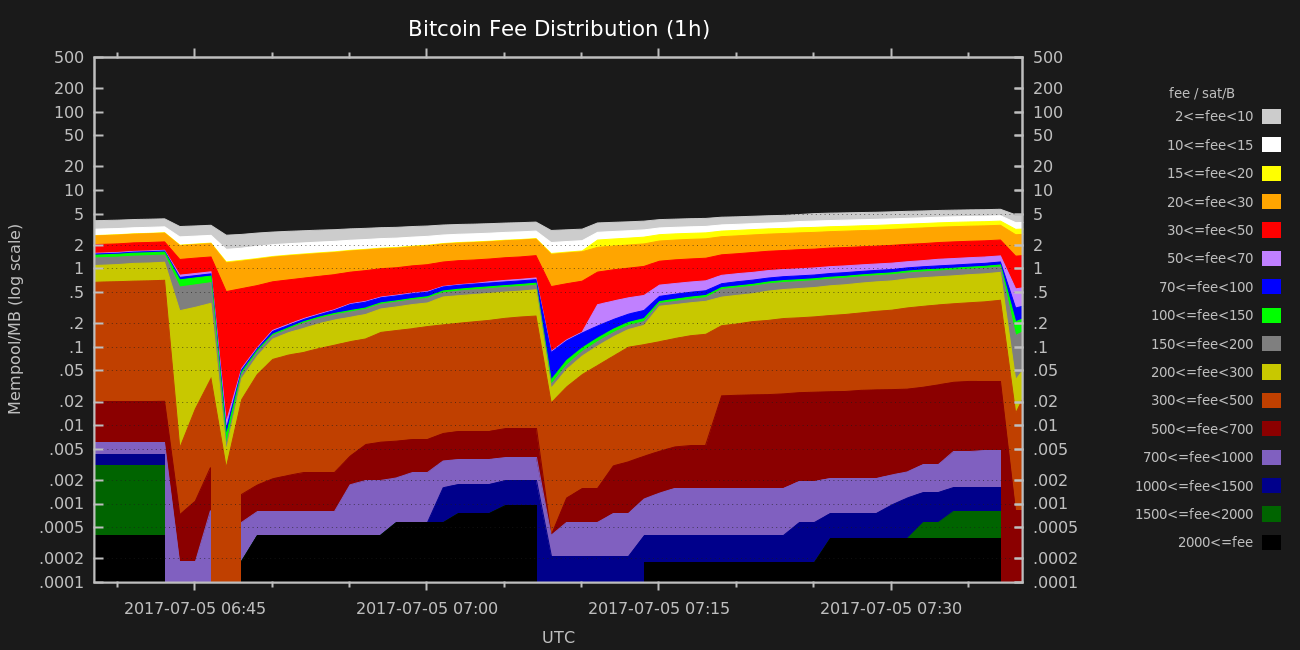 Bitcoin Fee Distribution (1h)
Mempool/MB (log scale)
500
200
100
50
20
10
5
2
1
.5
.2
.1
.05
.02
.01
.005
.002
.001
.0005
.0002
.0001
500
200
100
50
20
10
5
2
1
.5
.2
.1
.05
.02
.01
.005
.002
.001
.0005
.0002
.0001
2017-07-05 06:45 2017-07-05 07:00 2017-07-05 07:15 2017-07-05 07:30
UTC
fee / sat/B
2<=fee<10
10<=fee<15
15<=fee<20
20<=fee<30
30<=fee<50
50<=fee<70
70<=fee<100
100<=fee<150
150<=fee<200
200<=fee<300
300<=fee<500
500<=fee<700
700<=fee<1000
1000<=fee<1500
1500<=fee<2000
2000<=fee